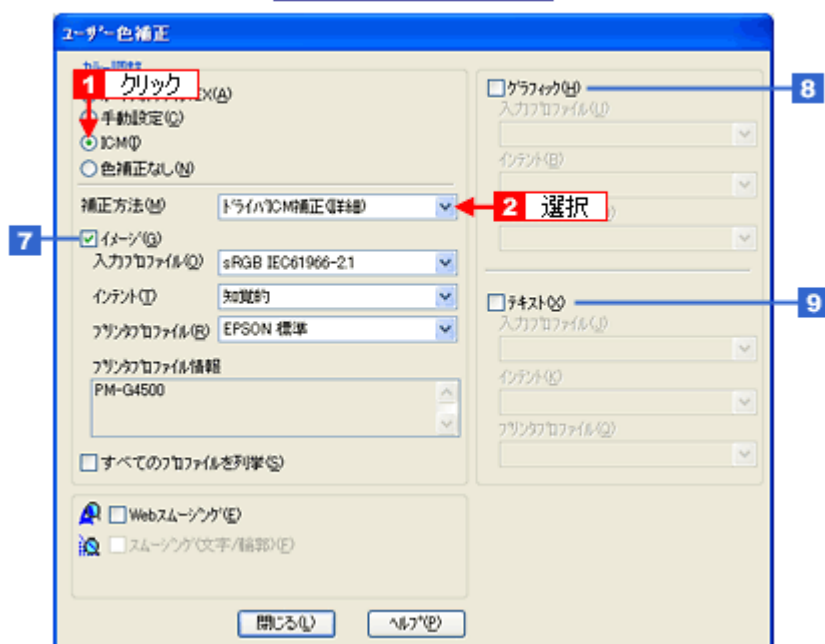 ユーザー色補正
1 クリック
X(A)
手動設定(C)
ICM(I)
色補正なし(N)
補正方法(M) ドライバICM補正(詳細)
2 選択
7
イメージ(G)
入力プロファイル(O) sRGB IEC61966-2.1
インテント(T) 知覚的
プリンタプロファイル(R) EPSON 標準
プリンタプロファイル情報
PM-G4500
すべてのプロファイルを列挙(S)
Webスムージング(E)
スムージング(文字/輪郭)(F)
グラフィック(H)
8
入力プロファイル(U)
インテント(B)
テキスト(X)
9
入力プロファイル(J)
インテント(K)
プリンタプロファイル(Q)
閉じる(L)
ヘルプ(P)